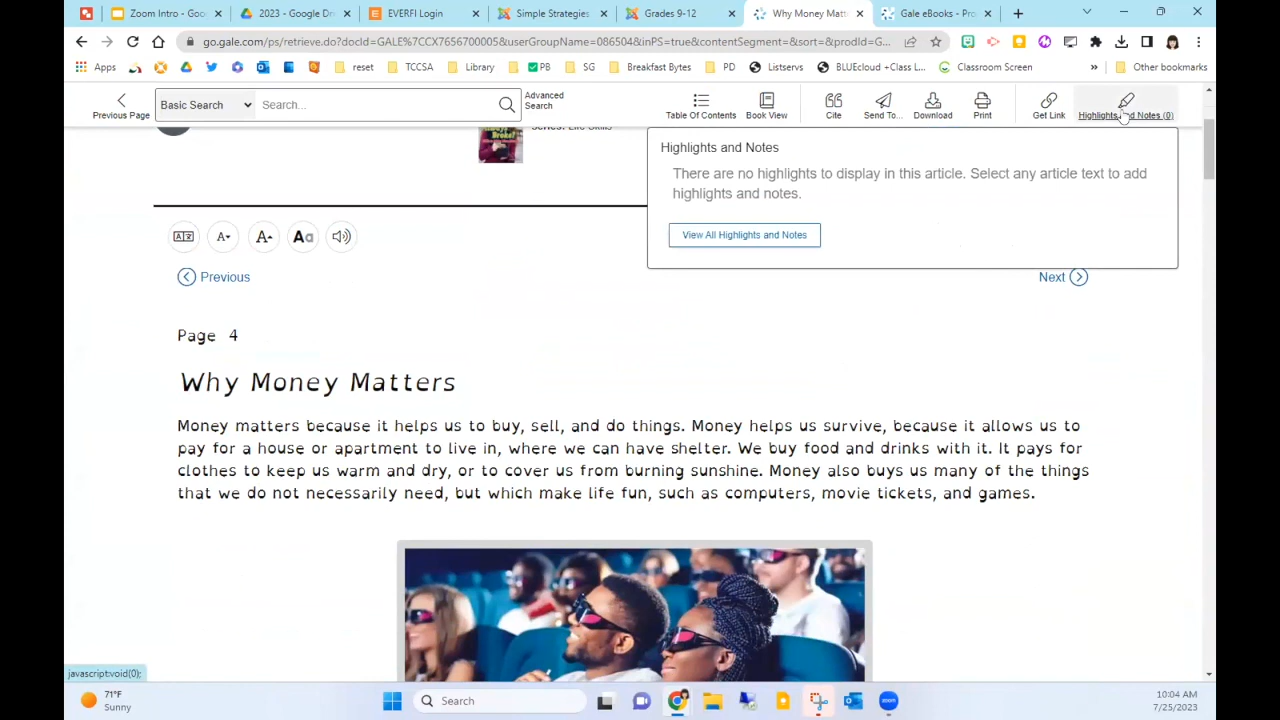 Zoom Intro - Goo
2023 - Google Dri
EVERFI Login
Simple Strategies
Grades 9-12
Why Money Matt
Gale eBooks - Pro
go.gale.com/ps/retrieve.do?docId=GALE%7CCX7656700005&userGroupName=086504&inPS=true&contentSegment=&sort=&prodId=G...
Apps
reset
TCCSA
Library
PB
SG
Breakfast Bytes
PD
Listservs
BLUEcloud +Class L...
Classroom Screen
»
Other bookmarks
Previous Page
Basic Search
Search...
Advanced
Search
Table Of Contents
Book View
Cite
Send To...
Download
Print
Get Link
Highlights and Notes (0)
Broke?
Series: Life Skills
Highlights and Notes
There are no highlights to display in this article. Select any article text to add
highlights and notes.
View All Highlights and Notes
A
A
Aa
Previous
Next
Page 4
Why Money Matters
Money matters because it helps us to buy, sell, and do things. Money helps us survive, because it allows us to
pay for a house or apartment to live in, where we can have shelter. We buy food and drinks with it. It pays for
clothes to keep us warm and dry, or to cover us from burning sunshine. Money also buys us many of the things
that we do not necessarily need, but which make life fun, such as computers, movie tickets, and games.
javascript:void(0);
71°F
Sunny
Search
zoom
10:04 AM
7/25/2023